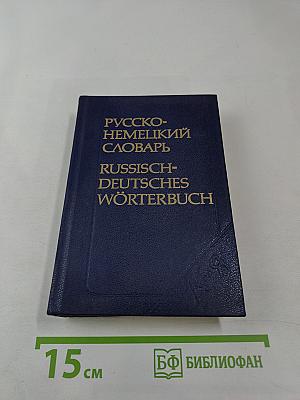 РУССКО-
НЕМЕЦКИЙ
СЛОВАРЬ
RUSSISCH-
DEUTSCHES
WÖRTERBUCH
15 см
БФ БИБЛИОФАН